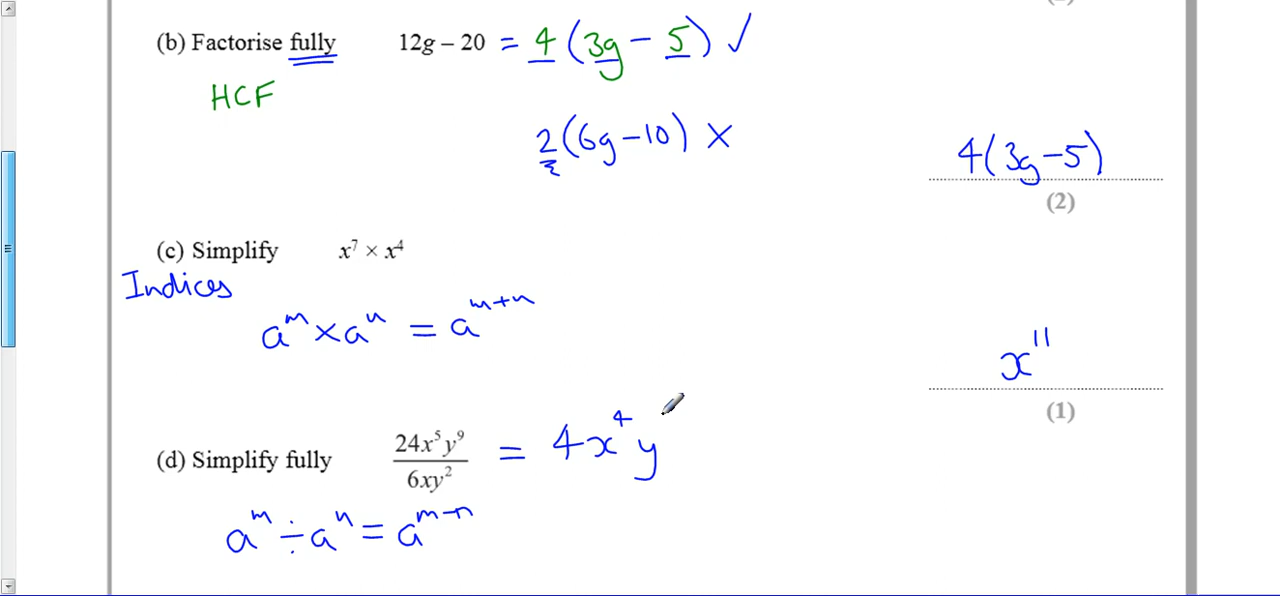 (b) Factorise fully 12g – 20 = 4 (3g – 5) ✓
HCF
2(6g–10) ×
4(3g–5)
(2)
(c) Simplify x⁷ × x⁴
Indices
aᵐ × aⁿ = aᵐ⁺ⁿ
x¹¹
(1)
(d) Simplify fully 24x⁵y⁹ / 6xy² = 4x⁴y
aᵐ ÷ aⁿ = aᵐ⁻ⁿ